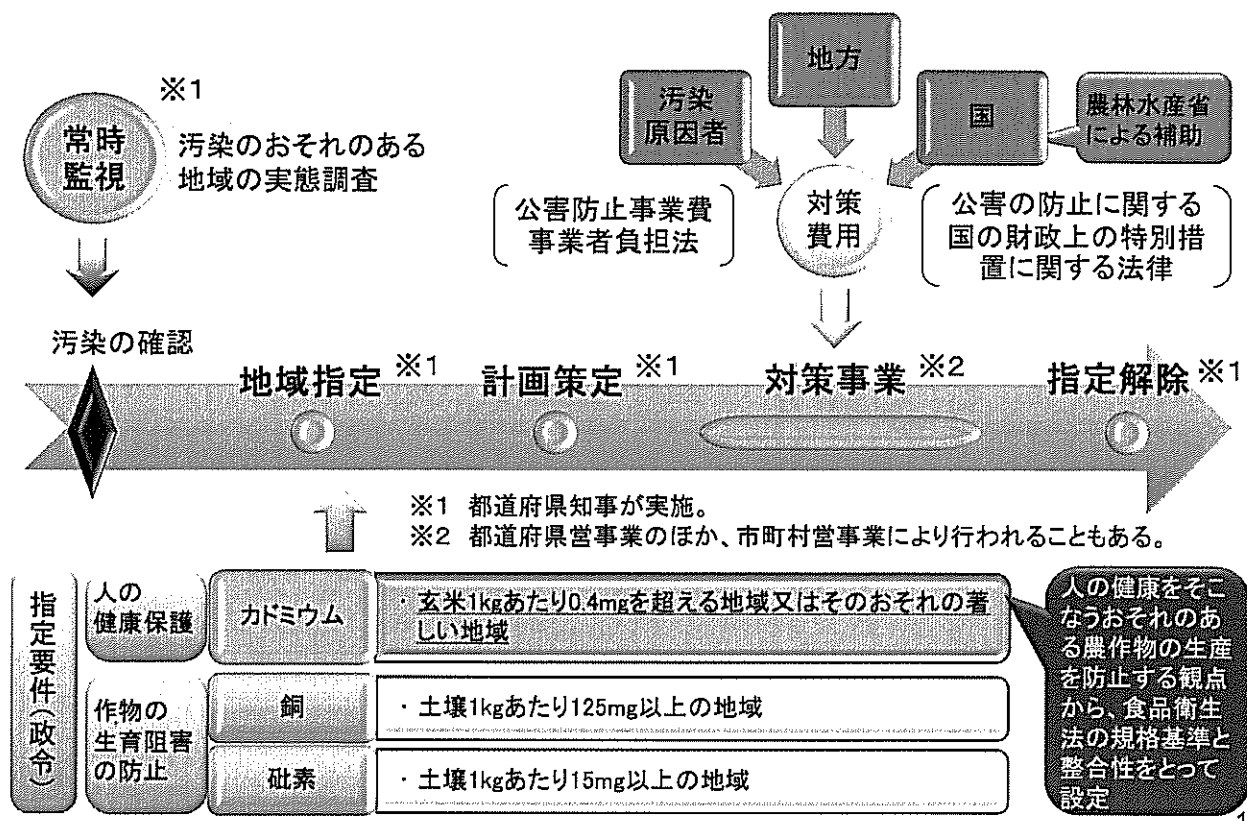 ※1
常時
監視
汚染のおそれのある
地域の実態調査
地方
汚染
原因者
国
農林水産省
による補助
公害防止事業費
事業者負担法
対策
費用
公害の防止に関する
国の財政上の特別措
置に関する法律
汚染の確認
地域指定 ※1
計画策定 ※1
対策事業 ※2
指定解除 ※1
※1 都道府県知事が実施。
※2 都道府県営事業のほか、市町村営事業により行われることもある。
指定要件(政令)
人の
健康保護
カドミウム
・玄米1kgあたり0.4mgを超える地域又はそのおそれの著
しい地域
作物の
生育阻害
の防止
銅
・土壌1kgあたり125mg以上の地域
砒素
・土壌1kgあたり15mg以上の地域
人の健康をそこ
なうおそれのあ
る農作物の生産
を防止する観点
から、食品衛生
法の規格基準と
整合性をとって
設定
1